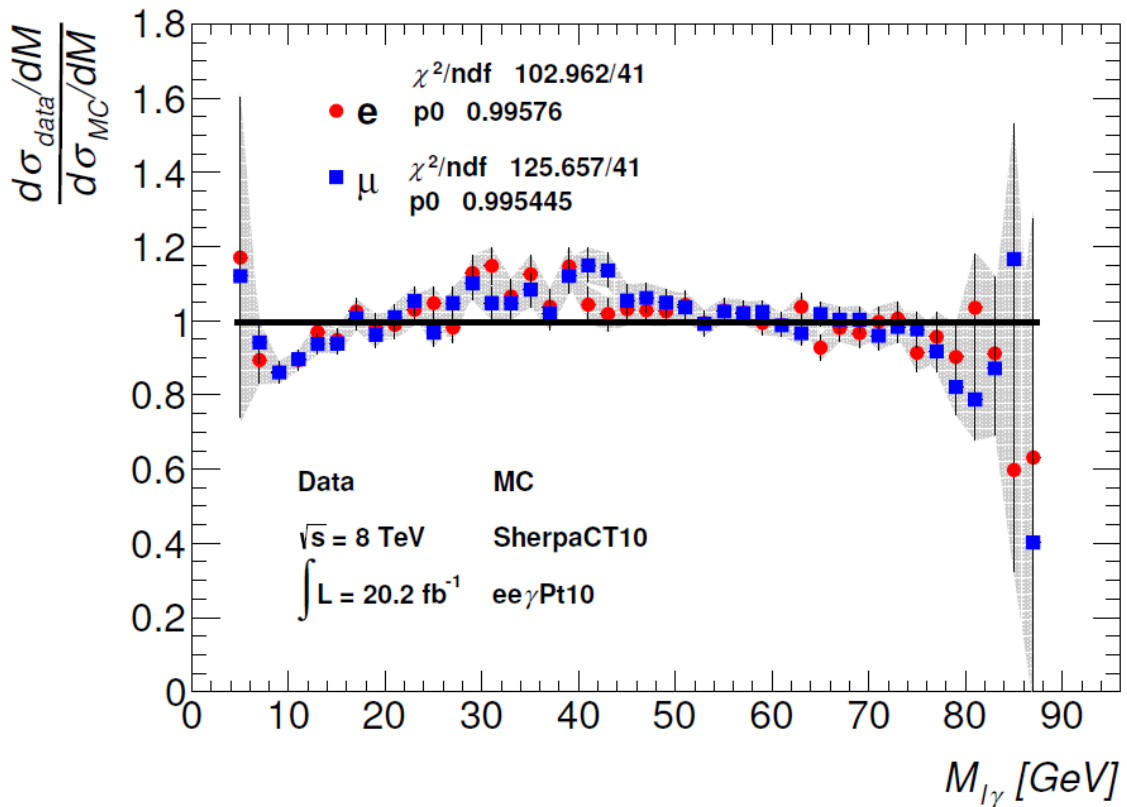 dσ_data/dM
dσ_MC/dM
1.8
1.6
1.4
1.2
1
0.8
0.6
0.4
0.2
0
e
χ²/ndf 102.962/41
p0 0.99576
μ
χ²/ndf 125.657/41
p0 0.995445
Data MC
√s = 8 TeV SherpaCT10
∫L = 20.2 fb⁻¹ eeγPt10
0 10 20 30 40 50 60 70 80 90
M_lγ [GeV]